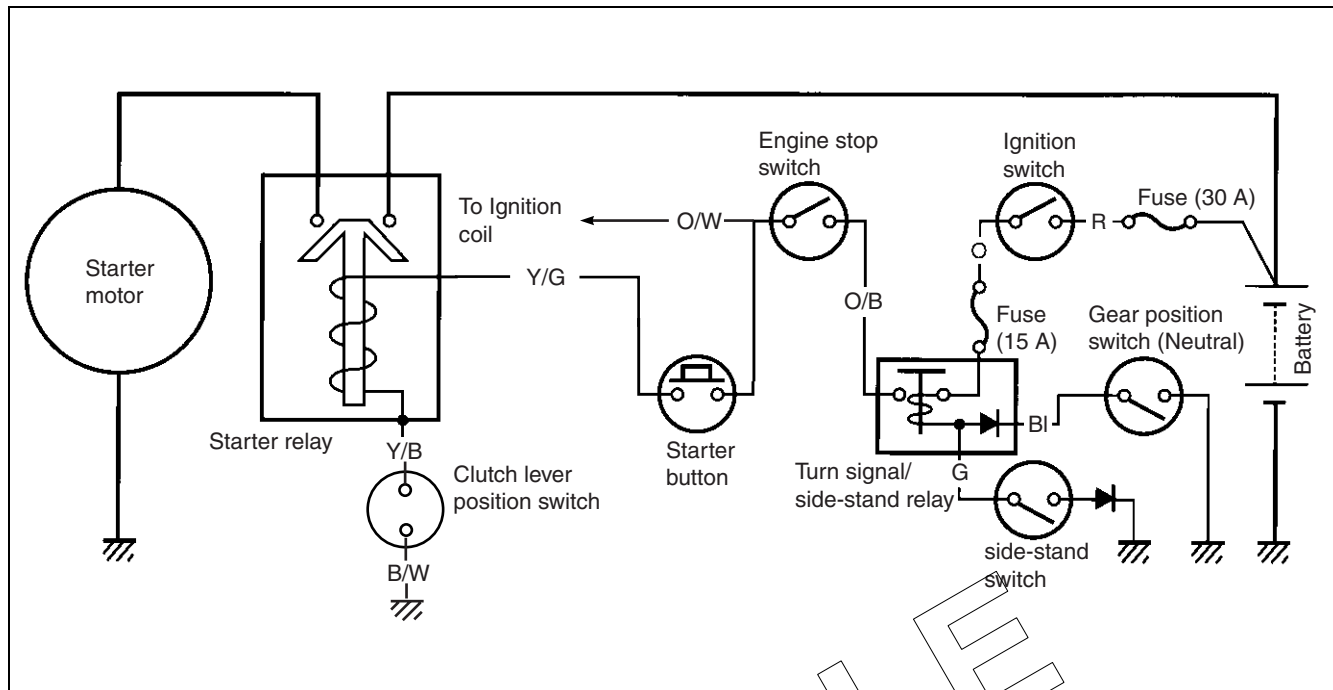 Engine stop
switch
Ignition
switch
Fuse (30 A)
To Ignition
coil
O/W
R
Starter
motor
Y/G
O
O/B
Fuse
(15 A)
Gear position
switch (Neutral)
Battery
Starter relay
Y/B
Clutch lever
position switch
Starter
button
Turn signal/
side-stand relay
Bl
G
side-stand
switch
B/W
LE